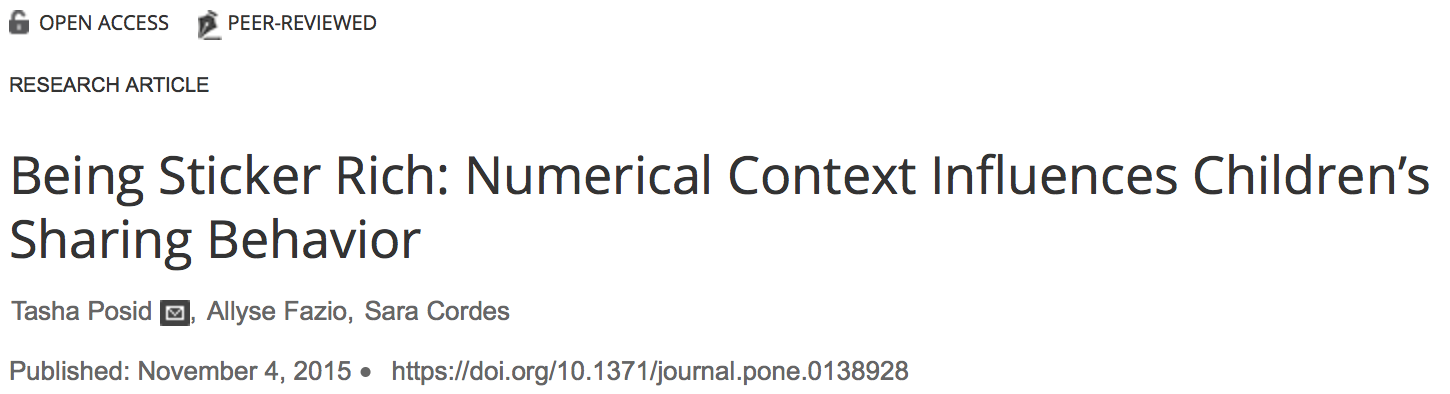 OPEN ACCESS PEER-REVIEWED
RESEARCH ARTICLE
Being Sticker Rich: Numerical Context Influences Children’s
Sharing Behavior
Tasha Posid, Allyse Fazio, Sara Cordes
Published: November 4, 2015 • https://doi.org/10.1371/journal.pone.0138928